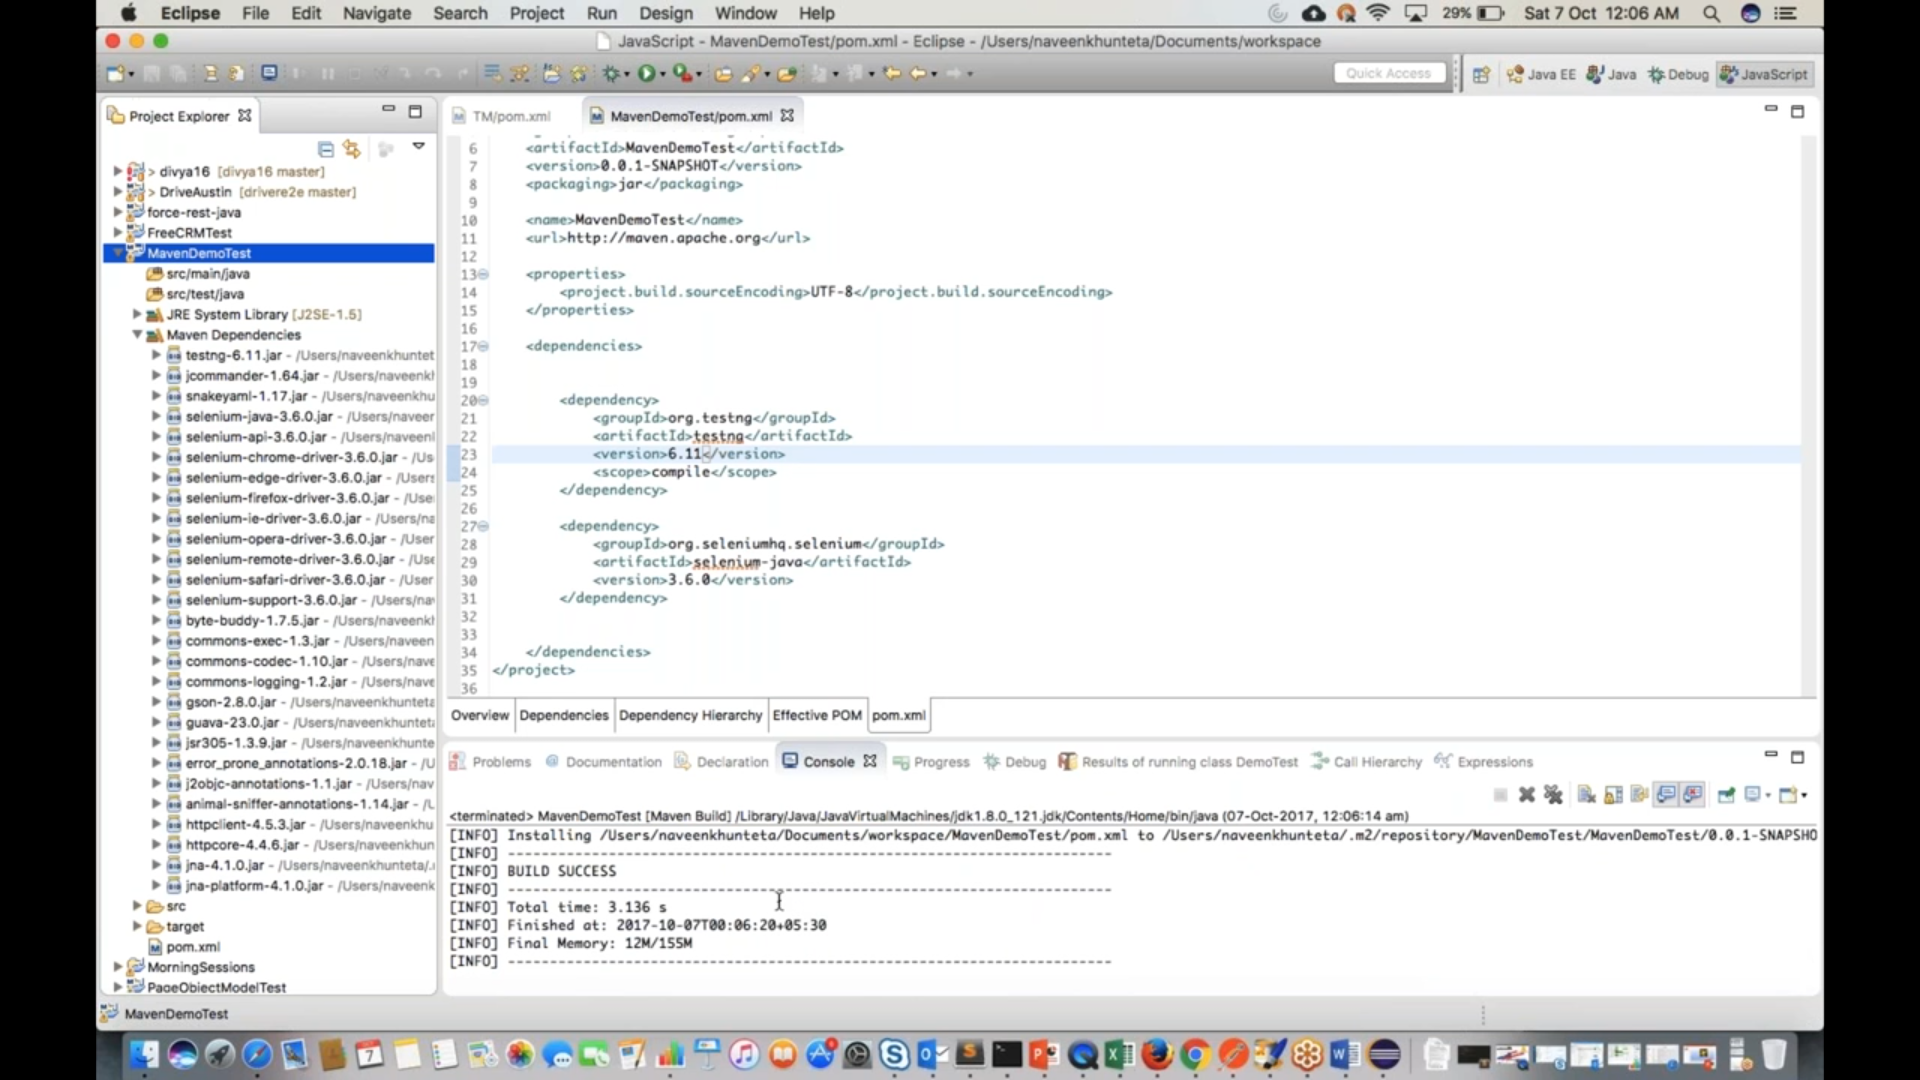 Eclipse File Edit Navigate Search Project Run Design Window Help 29% Sat 7 Oct 12:06 AM
JavaScript - MavenDemoTest/pom.xml - Eclipse - /Users/naveenkhunteta/Documents/workspace
Quick Access Java EE Java Debug JavaScript
Project Explorer
> divya16 [divya16 master]
> DriveAustin [drivere2e master]
force-rest-java
FreeCRMTest
MavenDemoTest
src/main/java
src/test/java
JRE System Library [J2SE-1.5]
Maven Dependencies
testng-6.11.jar - /Users/naveenkhuntet
jcommander-1.64.jar - /Users/naveenkl
snakeyaml-1.17.jar - /Users/naveenkhu
selenium-java-3.6.0.jar - /Users/naveer
selenium-api-3.6.0.jar - /Users/naveenl
selenium-chrome-driver-3.6.0.jar - /Us
selenium-edge-driver-3.6.0.jar - /Users
selenium-firefox-driver-3.6.0.jar - /Use
selenium-ie-driver-3.6.0.jar - /Users/na
selenium-opera-driver-3.6.0.jar - /User
selenium-remote-driver-3.6.0.jar - /User
selenium-safari-driver-3.6.0.jar - /User
selenium-support-3.6.0.jar - /Users/na
byte-buddy-1.7.5.jar - /Users/naveenkh
commons-exec-1.3.jar - /Users/naveen
commons-codec-1.10.jar - /Users/nave
commons-logging-1.2.jar - /Users/nave
gson-2.8.0.jar - /Users/naveenkhuntet
guava-23.0.jar - /Users/naveenkhuntet
jsr305-1.3.9.jar - /Users/naveenkhunte
error_prone_annotations-2.0.18.jar - /U
j2objc-annotations-1.1.jar - /Users/nav
animal-sniffer-annotations-1.14.jar - /L
httpclient-4.5.3.jar - /Users/naveenkhu
httpcore-4.4.6.jar - /Users/naveenkhun
jna-4.1.0.jar - /Users/naveenkhunteta/.
jna-platform-4.1.0.jar - /Users/naveenk
src
target
pom.xml
MorningSessions
PageObjectModelTest
TM/pom.xml MavenDemoTest/pom.xml
6 <artifactId>MavenDemoTest</artifactId>
7 <version>0.0.1-SNAPSHOT</version>
8 <packaging>jar</packaging>
9
10 <name>MavenDemoTest</name>
11 <url>http://maven.apache.org</url>
12
13 <properties>
14 <project.build.sourceEncoding>UTF-8</project.build.sourceEncoding>
15 </properties>
16
17 <dependencies>
18
19
20 <dependency>
21 <groupId>org.testng</groupId>
22 <artifactId>testng</artifactId>
23 <version>6.11</version>
24 <scope>compile</scope>
25 </dependency>
26
27 <dependency>
28 <groupId>org.seleniumhq.selenium</groupId>
29 <artifactId>selenium-java</artifactId>
30 <version>3.6.0</version>
31 </dependency>
32
33
34 </dependencies>
35 </project>
36
Overview Dependencies Dependency Hierarchy Effective POM pom.xml
Problems Documentation Declaration Console Progress Debug Results of running class DemoTest Call Hierarchy Expressions
<terminated> MavenDemoTest [Maven Build] /Library/Java/JavaVirtualMachines/jdk1.8.0_121.jdk/Contents/Home/bin/java (07-Oct-2017, 12:06:14 am)
[INFO] Installing /Users/naveenkhunteta/Documents/workspace/MavenDemoTest/pom.xml to /Users/naveenkhunteta/.m2/repository/MavenDemoTest/MavenDemoTest/0.0.1-SNAPSHO
[INFO] ------------------------------------------------------------------------
[INFO] BUILD SUCCESS
[INFO] ------------------------------------------------------------------------
[INFO] Total time: 3.136 s
[INFO] Finished at: 2017-10-07T00:06:20+05:30
[INFO] Final Memory: 12M/155M
[INFO] ------------------------------------------------------------------------
MavenDemoTest
7